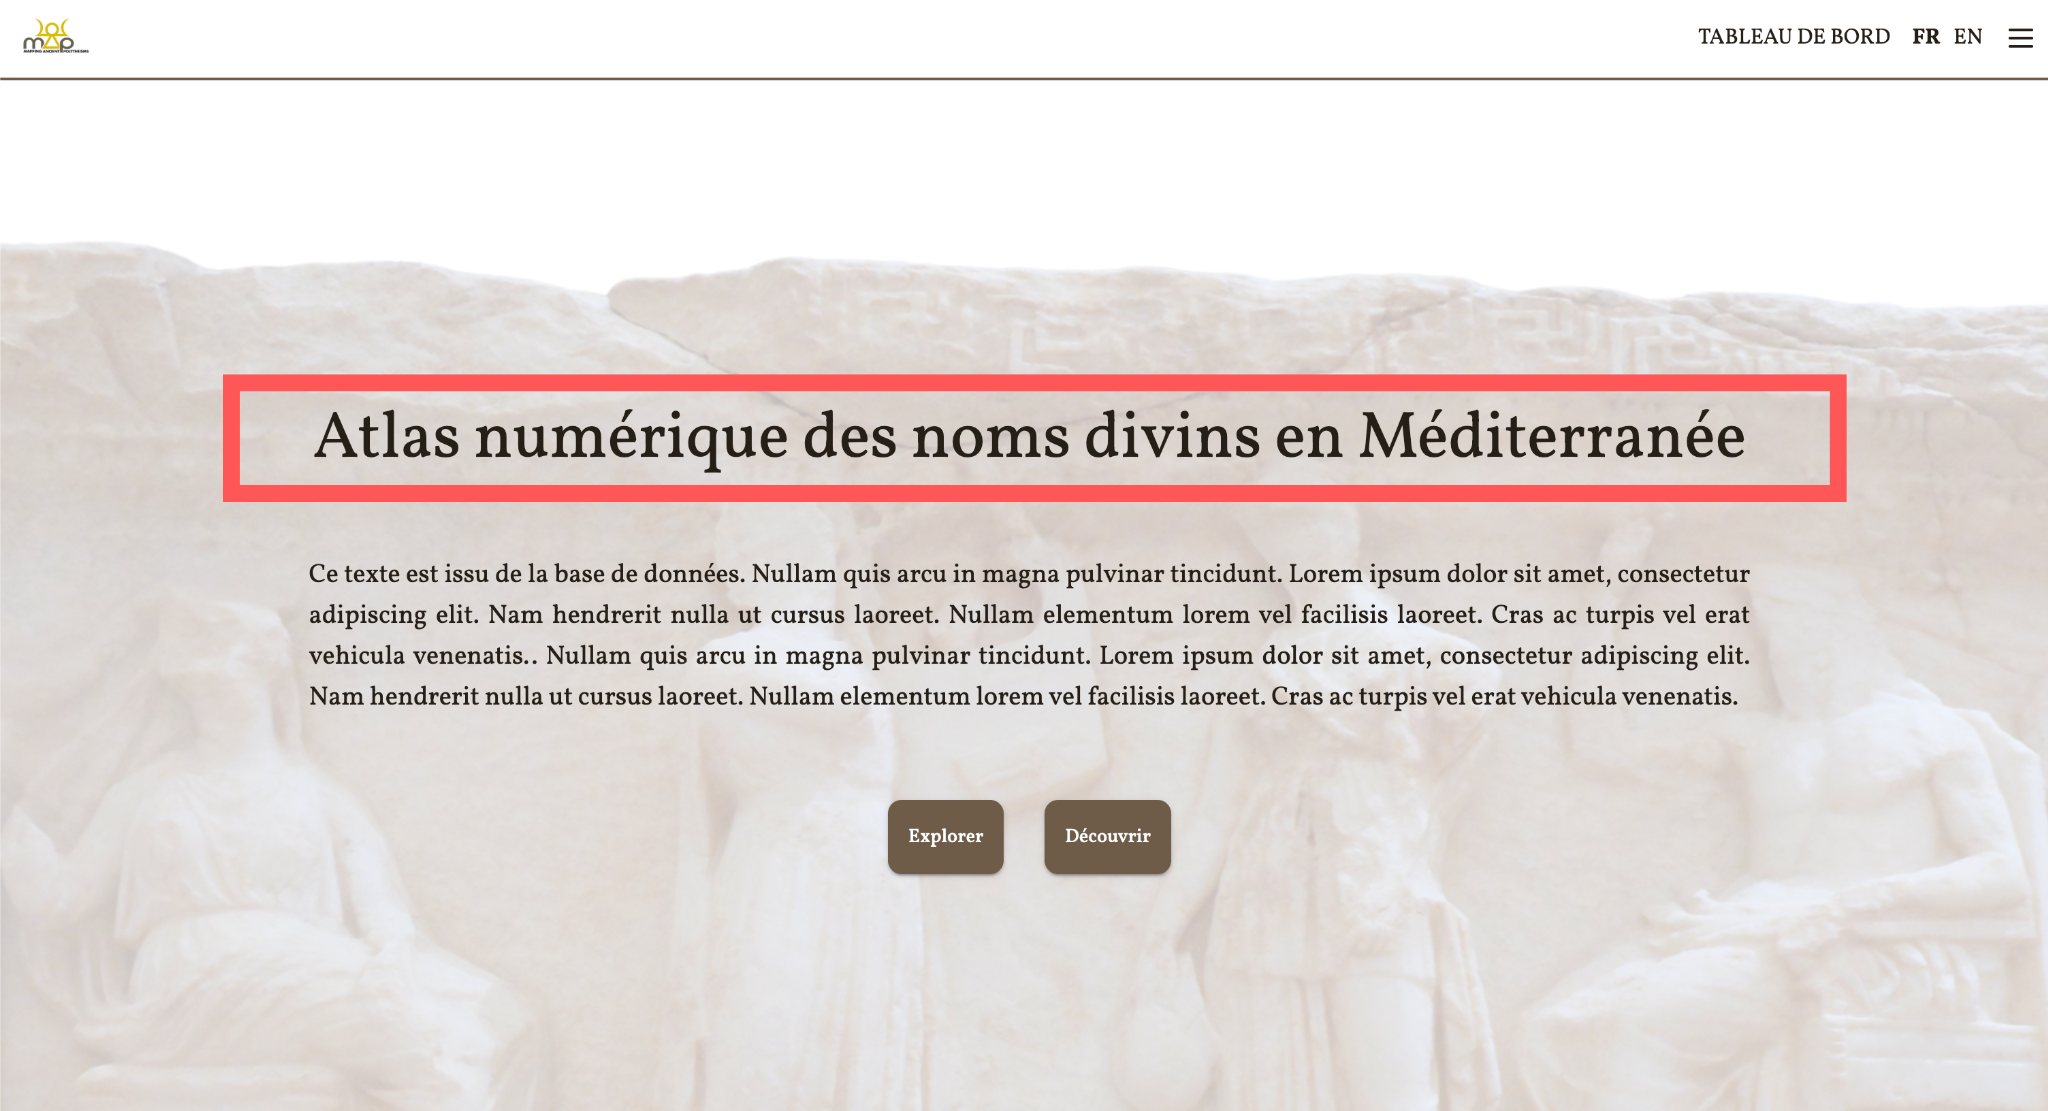 map
MAPPING ANCIENT POLYTHEISMS
TABLEAU DE BORD FR EN
Atlas numérique des noms divins en Méditerranée
Ce texte est issu de la base de données. Nullam quis arcu in magna pulvinar tincidunt. Lorem ipsum dolor sit amet, consectetur
adipiscing elit. Nam hendrerit nulla ut cursus laoreet. Nullam elementum lorem vel facilisis laoreet. Cras ac turpis vel erat
vehicula venenatis.. Nullam quis arcu in magna pulvinar tincidunt. Lorem ipsum dolor sit amet, consectetur adipiscing elit.
Nam hendrerit nulla ut cursus laoreet. Nullam elementum lorem vel facilisis laoreet. Cras ac turpis vel erat vehicula venenatis.
Explorer Découvrir